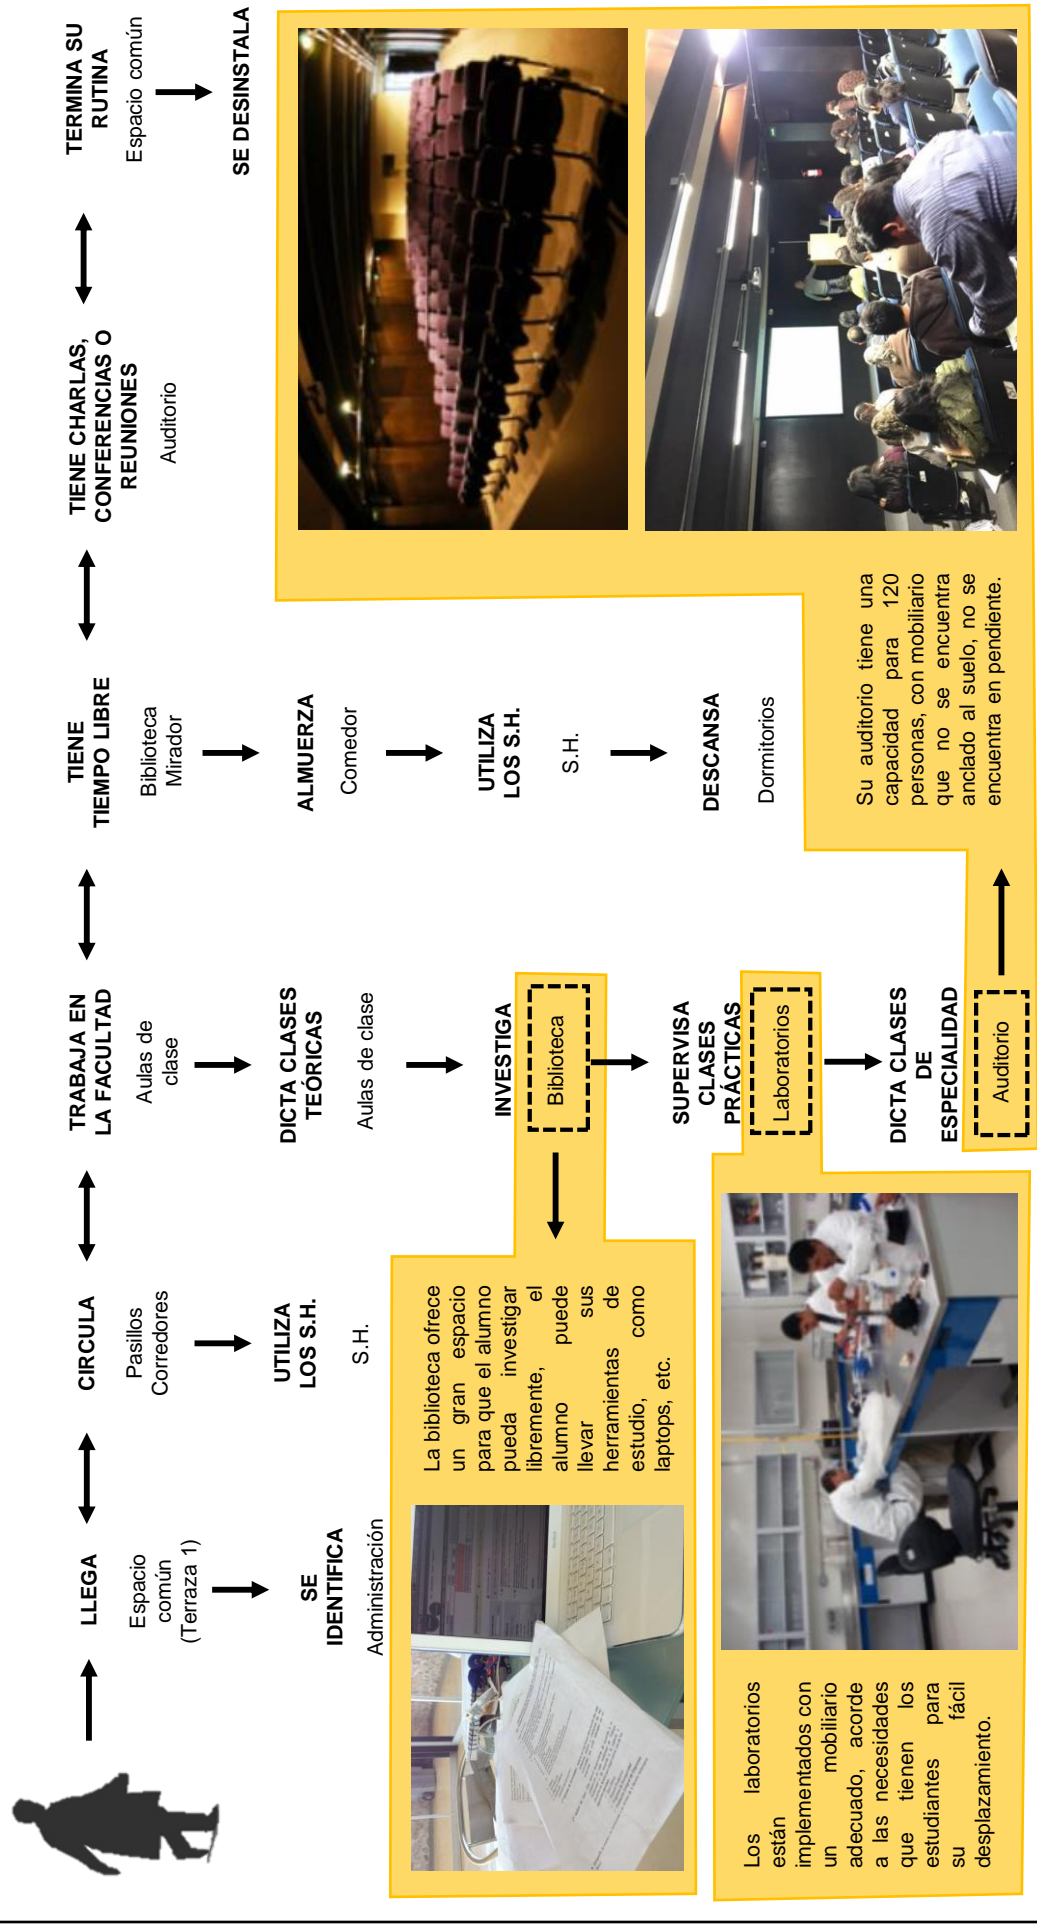 LLEGA
Espacio
común
(Terraza 1)
SE
IDENTIFICA
Administración
CIRCULA
Pasillos
Corredores
UTILIZA
LOS S.H.
S.H.
TRABAJA EN
LA FACULTAD
Aulas de
clase
DICTA CLASES
TEÓRICAS
Aulas de clase
INVESTIGA
Biblioteca
SUPERVISA
CLASES
PRÁCTICAS
Laboratorios
DICTA CLASES
DE
ESPECIALIDAD
Auditorio
TIENE
TIEMPO LIBRE
Biblioteca
Mirador
ALMUERZA
Comedor
UTILIZA
LOS S.H.
S.H.
DESCANSA
Dormitorios
TIENE CHARLAS,
CONFERENCIAS O
REUNIONES
Auditorio
TERMINA SU
RUTINA
Espacio común
SE DESINSTALA
La biblioteca ofrece
un gran espacio
para que el alumno
pueda investigar
libremente, el
alumno puede
llevar sus
herramientas de
estudio, como
laptops, etc.
Los laboratorios
están
implementados con
un mobiliario
adecuado, acorde
a las necesidades
que tienen los
estudiantes para
su fácil
desplazamiento.
Su auditorio tiene una
capacidad para 120
personas, con mobiliario
que no se encuentra
anclado al suelo, no se
encuentra en pendiente.